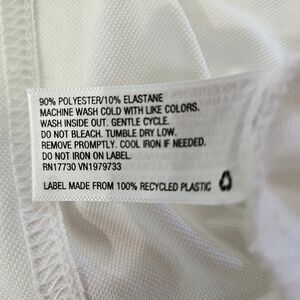 90% POLYESTER/10% ELASTANE
MACHINE WASH COLD WITH LIKE COLORS.
WASH INSIDE OUT. GENTLE CYCLE.
DO NOT BLEACH. TUMBLE DRY LOW.
REMOVE PROMPTLY. COOL IRON IF NEEDED.
DO NOT IRON ON LABEL.
RN17730 VN1979733
LABEL MADE FROM 100% RECYCLED PLASTIC